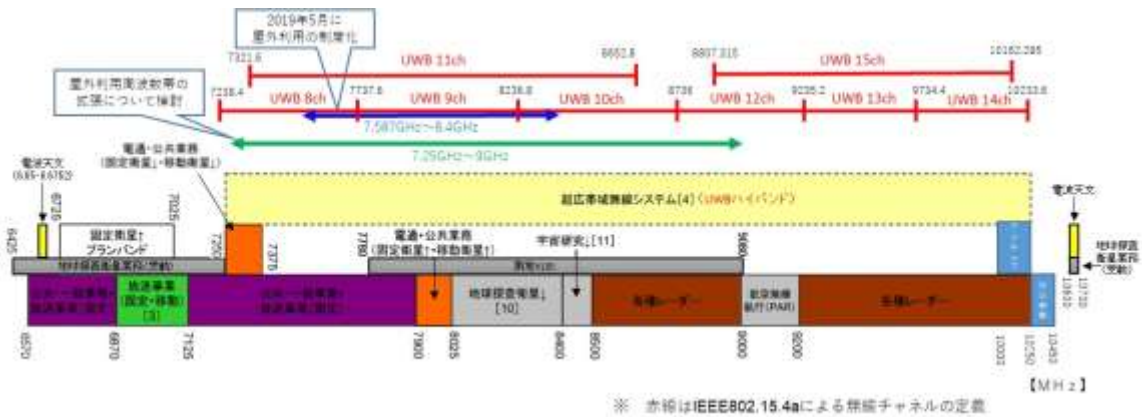 2019年5月に
屋外利用の制度化
7321.6
UWB 11ch
8652.8
8807.015
UWB 15ch
10162.285
屋外利用周波数帯の
拡張について検討
7238.4
UWB 8ch
7737.6
UWB 9ch
8236.8
UWB 10ch
8736
UWB 12ch
9235.2
UWB 13ch
9734.4
UWB 14ch
10233.6
7.587GHz～8.4GHz
7.25GHz～9GHz
電通・公共業務
(固定衛星↓・移動衛星↓)
電波天文
超広帯域無線システム[4] (UWBハイバンド)
電波天文
6425
6725
7025
固定衛星↑
プランバンド
7250
7375
7750
電通・公共業務
(固定衛星↑・移動衛星↑)
宇宙研究↓[11]
地球探査衛星業務(受動)
地球探査
衛星業務
(受動)
放送事業
(固定・移動)
[3]
地球探査衛星↓
[10]
各種レーダー
航空無線
航行(PAR)
各種レーダー
6570
6870
7125
7900
8025
8400
8500
9000
9200
10000
10250
10450
【MHz】
※ 赤線はIEEE802.15.4aによる無線チャネルの定義